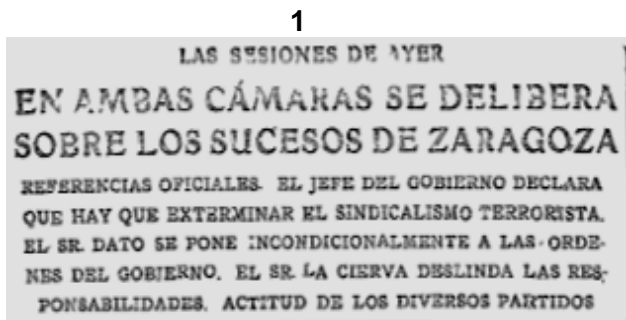 1
LAS SESIONES DE AYER
EN AMBAS CÁMARAS SE DELIBERA
SOBRE LOS SUCESOS DE ZARAGOZA
REFERENCIAS OFICIALES. EL JEFE DEL GOBIERNO DECLARA
QUE HAY QUE EXTERMINAR EL SINDICALISMO TERRORISTA.
EL SR. DATO SE PONE INCONDICIONALMENTE A LAS ORDE-
NES DEL GOBIERNO. EL SR. LA CIERVA DESLINDA LAS RES-
PONSABILIDADES. ACTITUD DE LOS DIVERSOS PARTIDOS